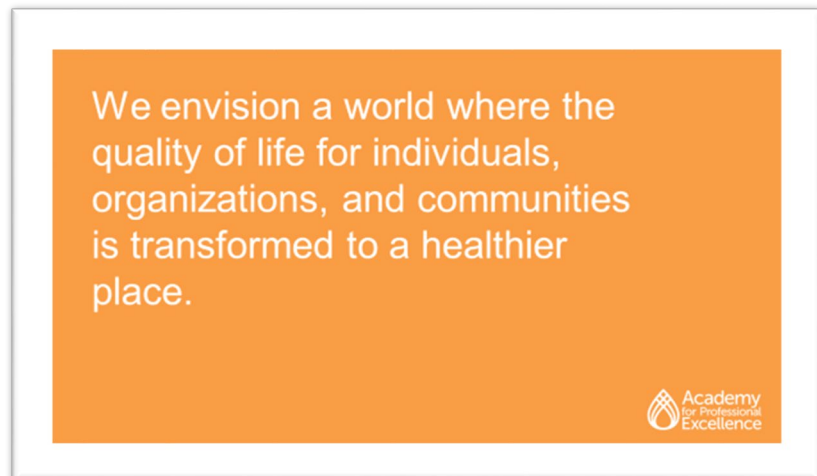 We envision a world where the
quality of life for individuals,
organizations, and communities
is transformed to a healthier
place.
Academy
for Professional
Excellence